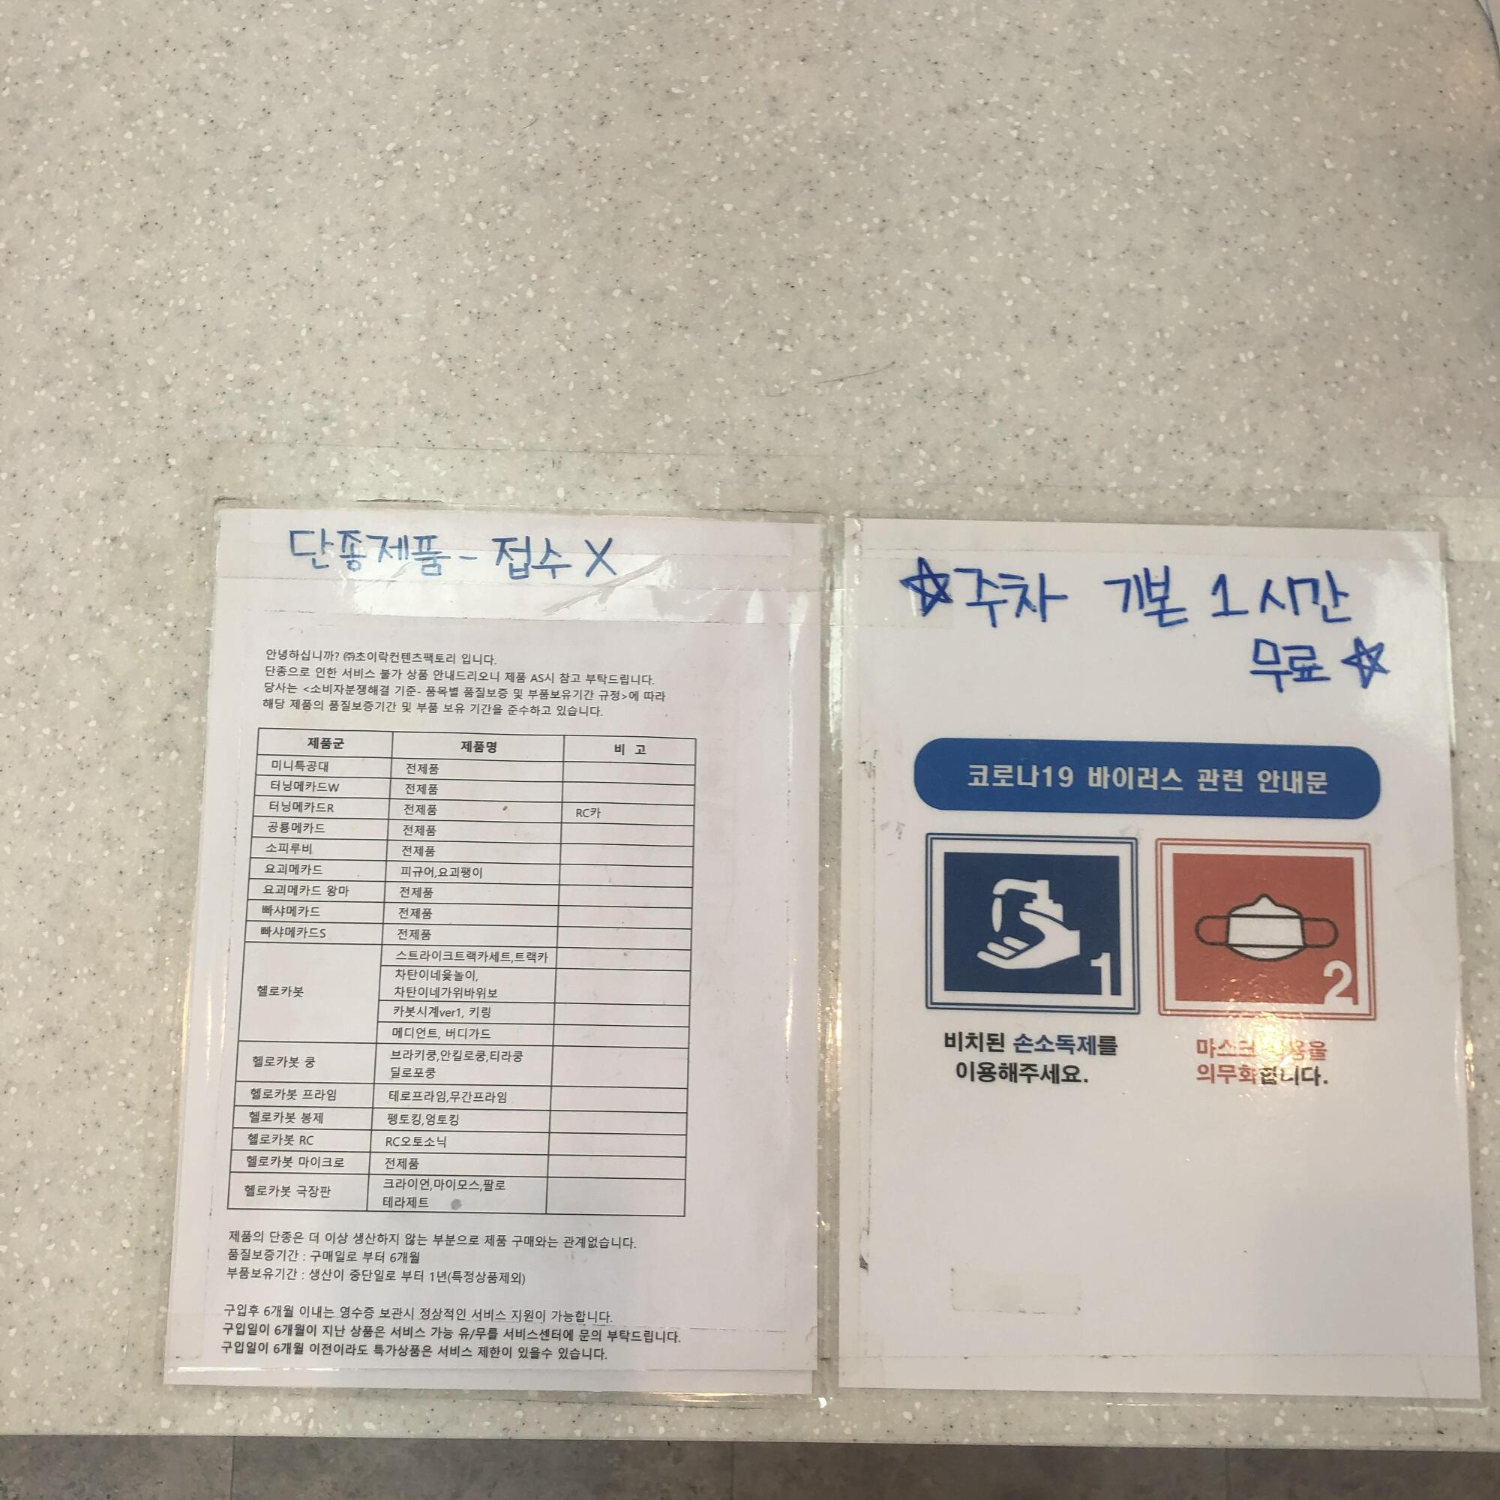 단종제품 - 접수 X
안녕하십니까? ㈜초이락컨텐츠팩토리 입니다.
단종으로 인한 서비스 불가 상품 안내드리오니 제품 AS시 참고 부탁드립니다.
당사는 <소비자분쟁해결 기준- 품목별 품질보증 및 부품보유기간 규정>에 따라
해당 제품의 품질보증기간 및 부품 보유 기간을 준수하고 있습니다.
제품군 제품명 비 고
미니특공대 전제품
터닝메카드W 전제품
터닝메카드R 전제품 RC카
공룡메카드 전제품
소피루비 전제품
요괴메카드 피규어,요괴팽이
요괴메카드 왕마 전제품
빠샤메카드 전제품
빠샤메카드S 전제품
헬로카봇
스트라이크트랙카세트,트랙카
차탄이네윷놀이,
차탄이네가위바위보
카봇시계ver1, 키링
메디언트, 버디가드
헬로카봇 쿵
브라키쿵,안킬로쿵,티라쿵
딜로포쿵
헬로카봇 프라임 테로프라임,무간프라임
헬로카봇 봉제 펭토킹,엉토킹
헬로카봇 RC RC오토소닉
헬로카봇 마이크로 전제품
헬로카봇 극장판
크라이언,마이모스,팔로
테라제트
제품의 단종은 더 이상 생산하지 않는 부분으로 제품 구매와는 관계없습니다.
품질보증기간 : 구매일로 부터 6개월
부품보유기간 : 생산이 중단일로 부터 1년(특정상품제외)
구입후 6개월 이내는 영수증 보관시 정상적인 서비스 지원이 가능합니다.
구입일이 6개월이 지난 상품은 서비스 가능 유/무를 서비스센터에 문의 부탁드립니다.
구입일이 6개월 이전이라도 특가상품은 서비스 제한이 있을수 있습니다.
☆주차 기본 1시간
무료☆
코로나19 바이러스 관련 안내문
1
비치된 손소독제를
이용해주세요.
2
의무화합니다.